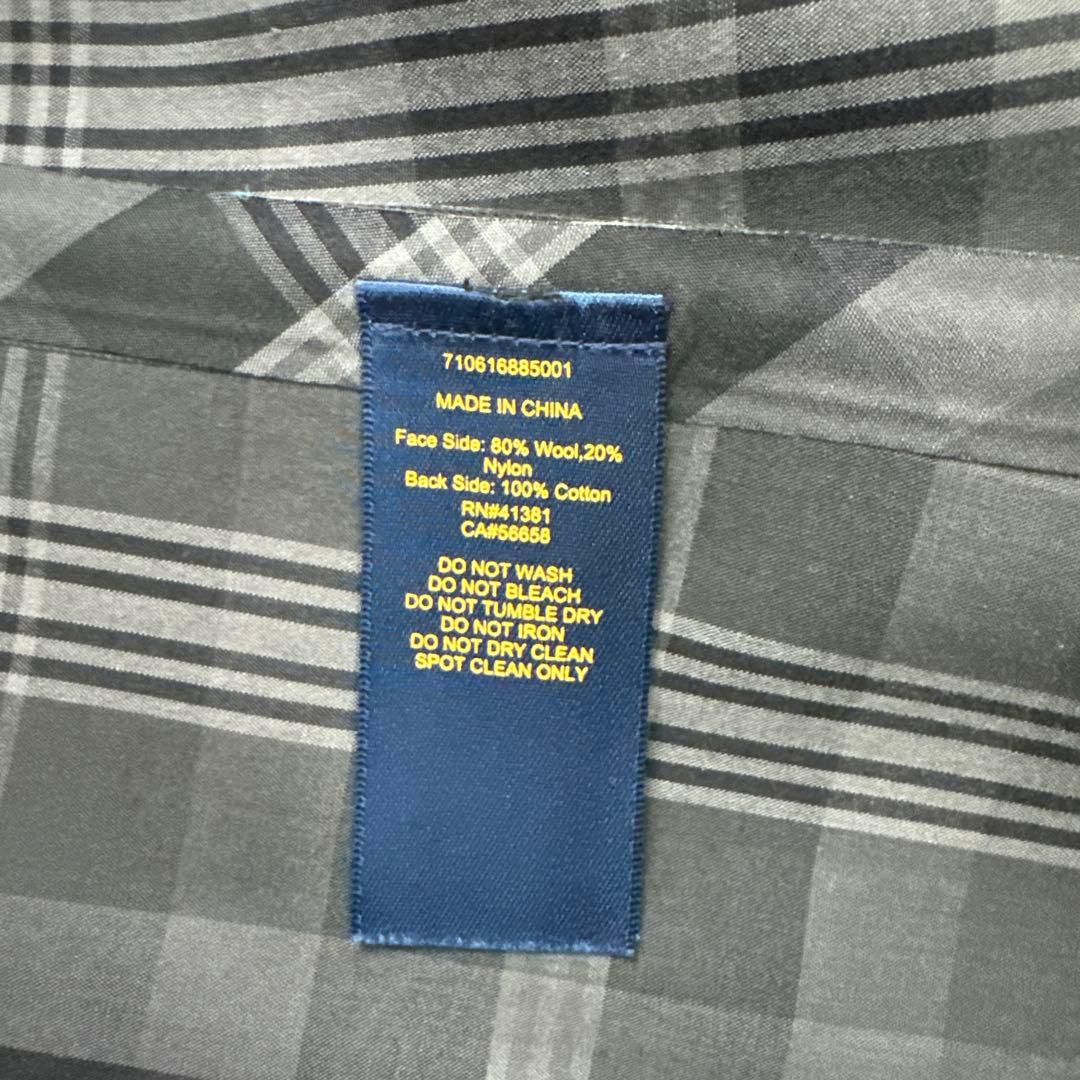 710616885001
MADE IN CHINA
Face Side: 80% Wool,20%
Nylon
Back Side: 100% Cotton
RN#41381
CA#56658
DO NOT WASH
DO NOT BLEACH
DO NOT TUMBLE DRY
DO NOT IRON
DO NOT DRY CLEAN
SPOT CLEAN ONLY